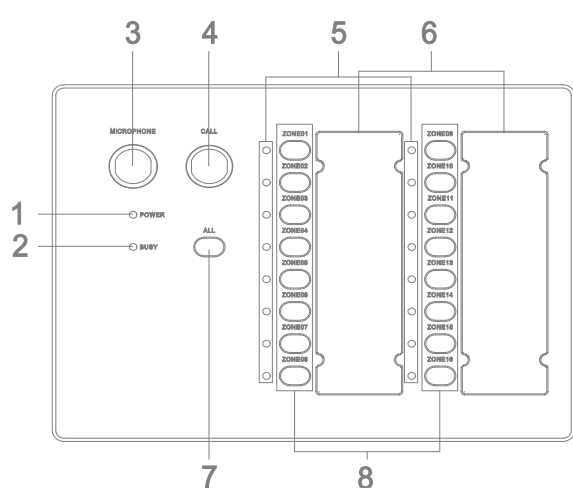 3 4 5 6
MICROPHONE CALL
ZONE01 ZONE09
ZONE02 ZONE10
ZONE03 ZONE11
1 POWER
ZONE04 ZONE12
2 BUSY ALL
ZONE05 ZONE13
ZONE06 ZONE14
ZONE07 ZONE15
ZONE08 ZONE16
7 8